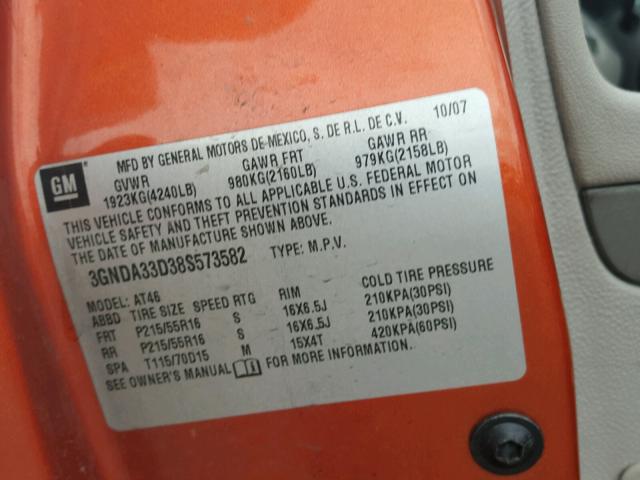 GM
MFD BY GENERAL MOTORS DE-MEXICO, S. DE R.L. DE C.V. 10/07
GVWR GAWR FRT GAWR RR
1923KG(4240LB) 980KG(2160LB) 979KG(2158LB)
THIS VEHICLE CONFORMS TO ALL APPLICABLE U.S. FEDERAL MOTOR
VEHICLE SAFETY AND THEFT PREVENTION STANDARDS IN EFFECT ON
THE DATE OF MANUFACTURE SHOWN ABOVE.
3GNDA33D38S573582 TYPE: M.P.V.
MODEL: AT46
ABBD TIRE SIZE SPEED RTG RIM COLD TIRE PRESSURE
FRT P215/55R16 S 16X6.5J 210KPA(30PSI)
RR P215/55R16 S 16X6.5J 210KPA(30PSI)
SPA T115/70D15 M 15X4T 420KPA(60PSI)
SEE OWNER'S MANUAL FOR MORE INFORMATION.